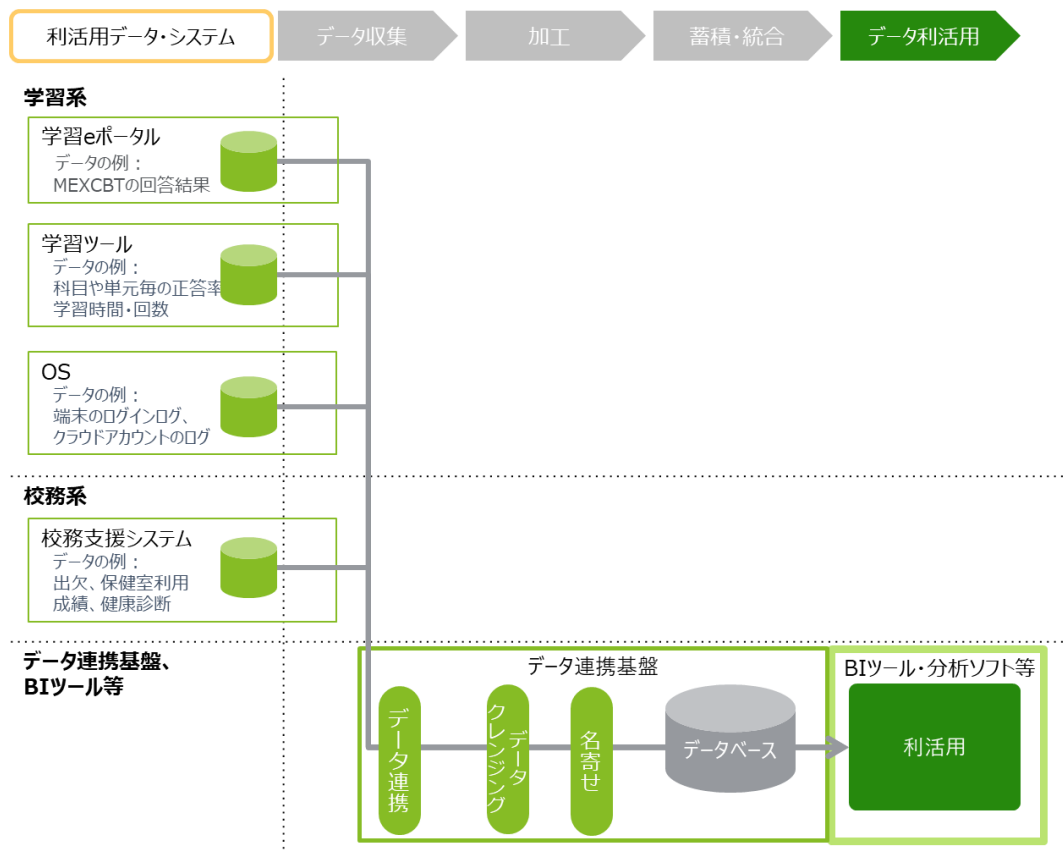 利活用データ・システム
データ収集
加工
蓄積・統合
データ利活用
学習系
学習eポータル
データの例：
MEXCBTの回答結果
学習ツール
データの例：
科目や単元毎の正答率
学習時間・回数
OS
データの例：
端末のログインログ、
クラウドアカウントのログ
校務系
校務支援システム
データの例：
出欠、保健室利用
成績、健康診断
データ連携基盤、
BIツール等
データ連携基盤
データ連携
データ
クレンジング
名寄せ
データベース
BIツール・分析ソフト等
利活用